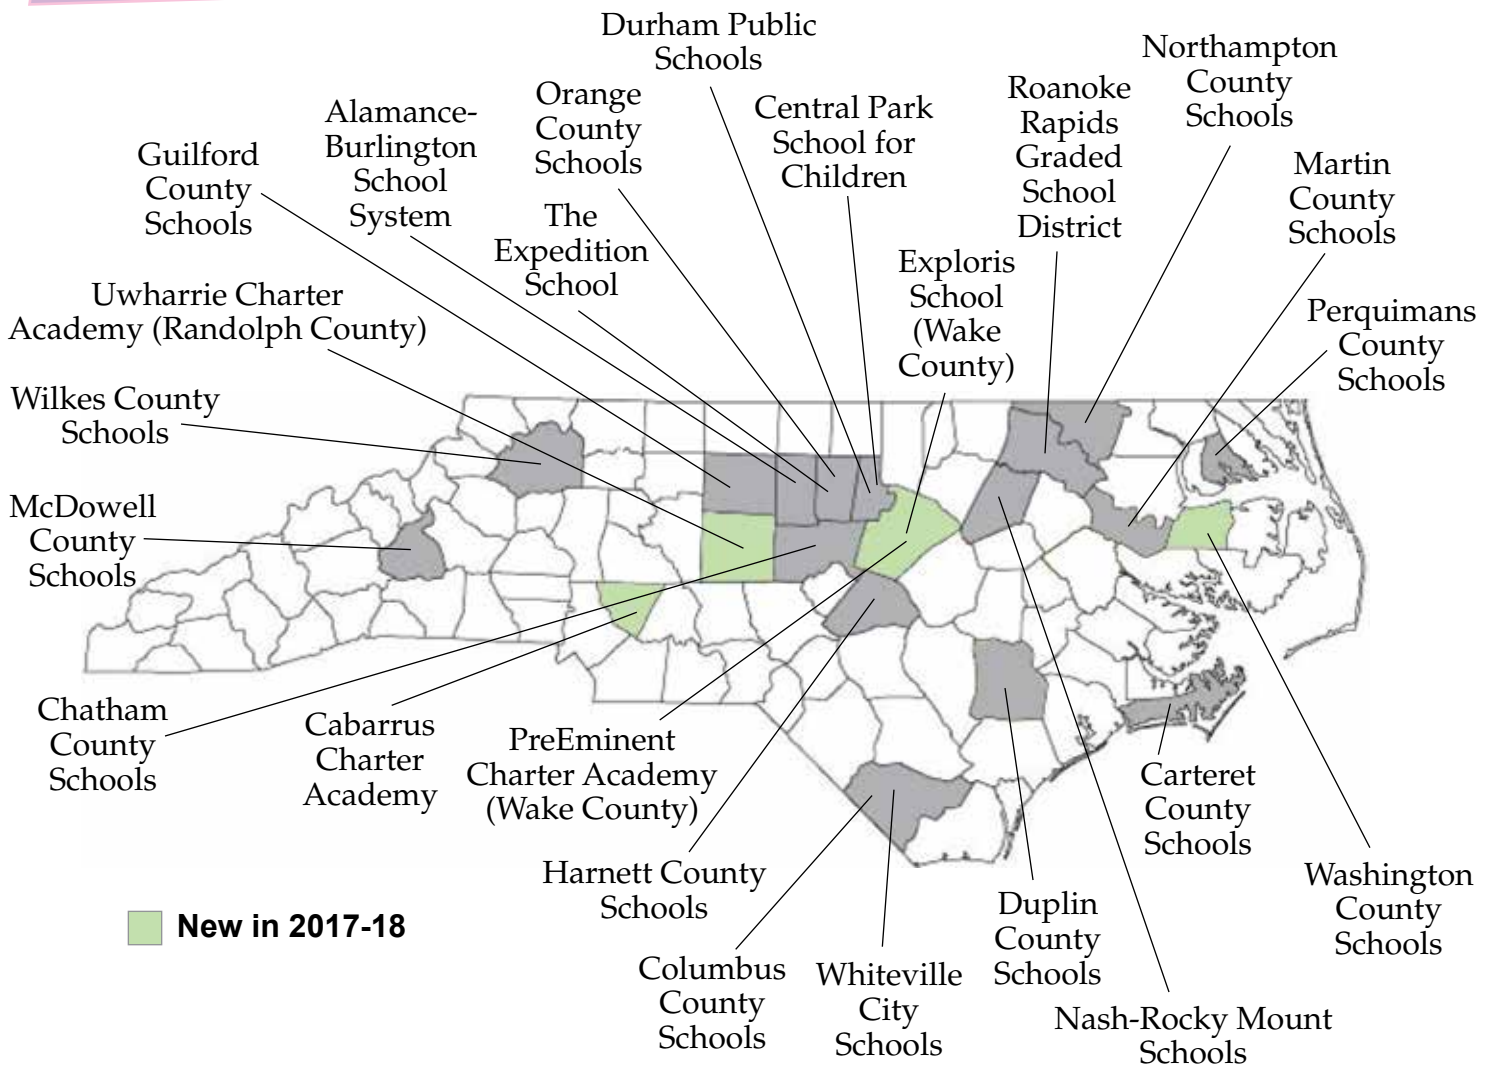 Durham Public
Schools
Northampton
County
Schools
Orange
County
Schools
Central Park
School for
Children
Roanoke
Rapids
Graded
School
District
Alamance-
Burlington
School
System
Guilford
County
Schools
Martin
County
Schools
The
Expedition
School
Exploris
School
(Wake
County)
Uwharrie Charter
Academy (Randolph County)
Perquimans
County
Schools
Wilkes County
Schools
McDowell
County
Schools
Chatham
County
Schools
Cabarrus
Charter
Academy
PreEminent
Charter Academy
(Wake County)
Carteret
County
Schools
Harnett County
Schools
Washington
County
Schools
Duplin
County
Schools
New in 2017-18
Columbus
County
Schools
Whiteville
City
Schools
Nash-Rocky Mount
Schools